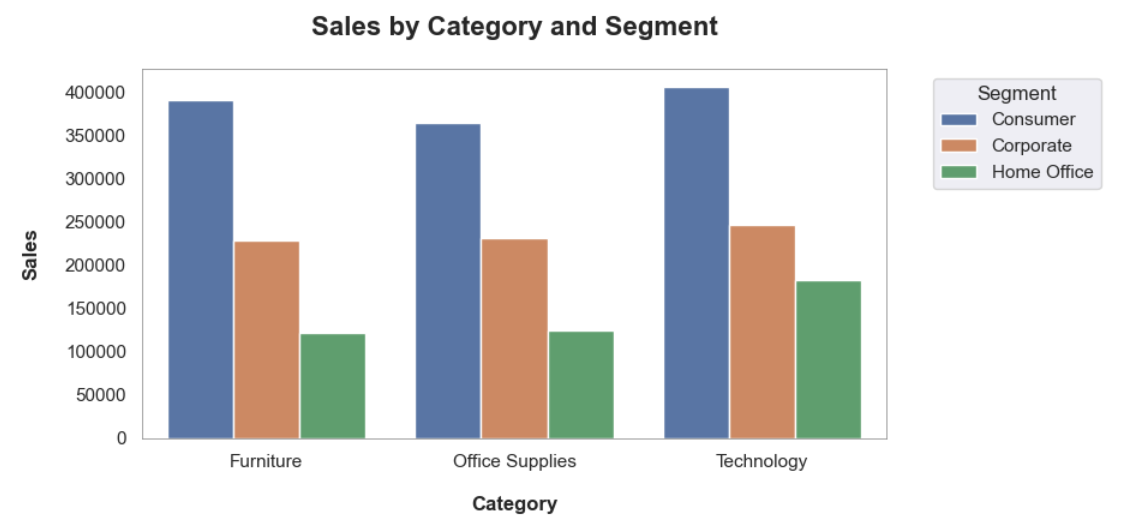 Sales by Category and Segment
Sales
400000
350000
300000
250000
200000
150000
100000
50000
0
Furniture
Office Supplies
Technology
Category
Segment
Consumer
Corporate
Home Office